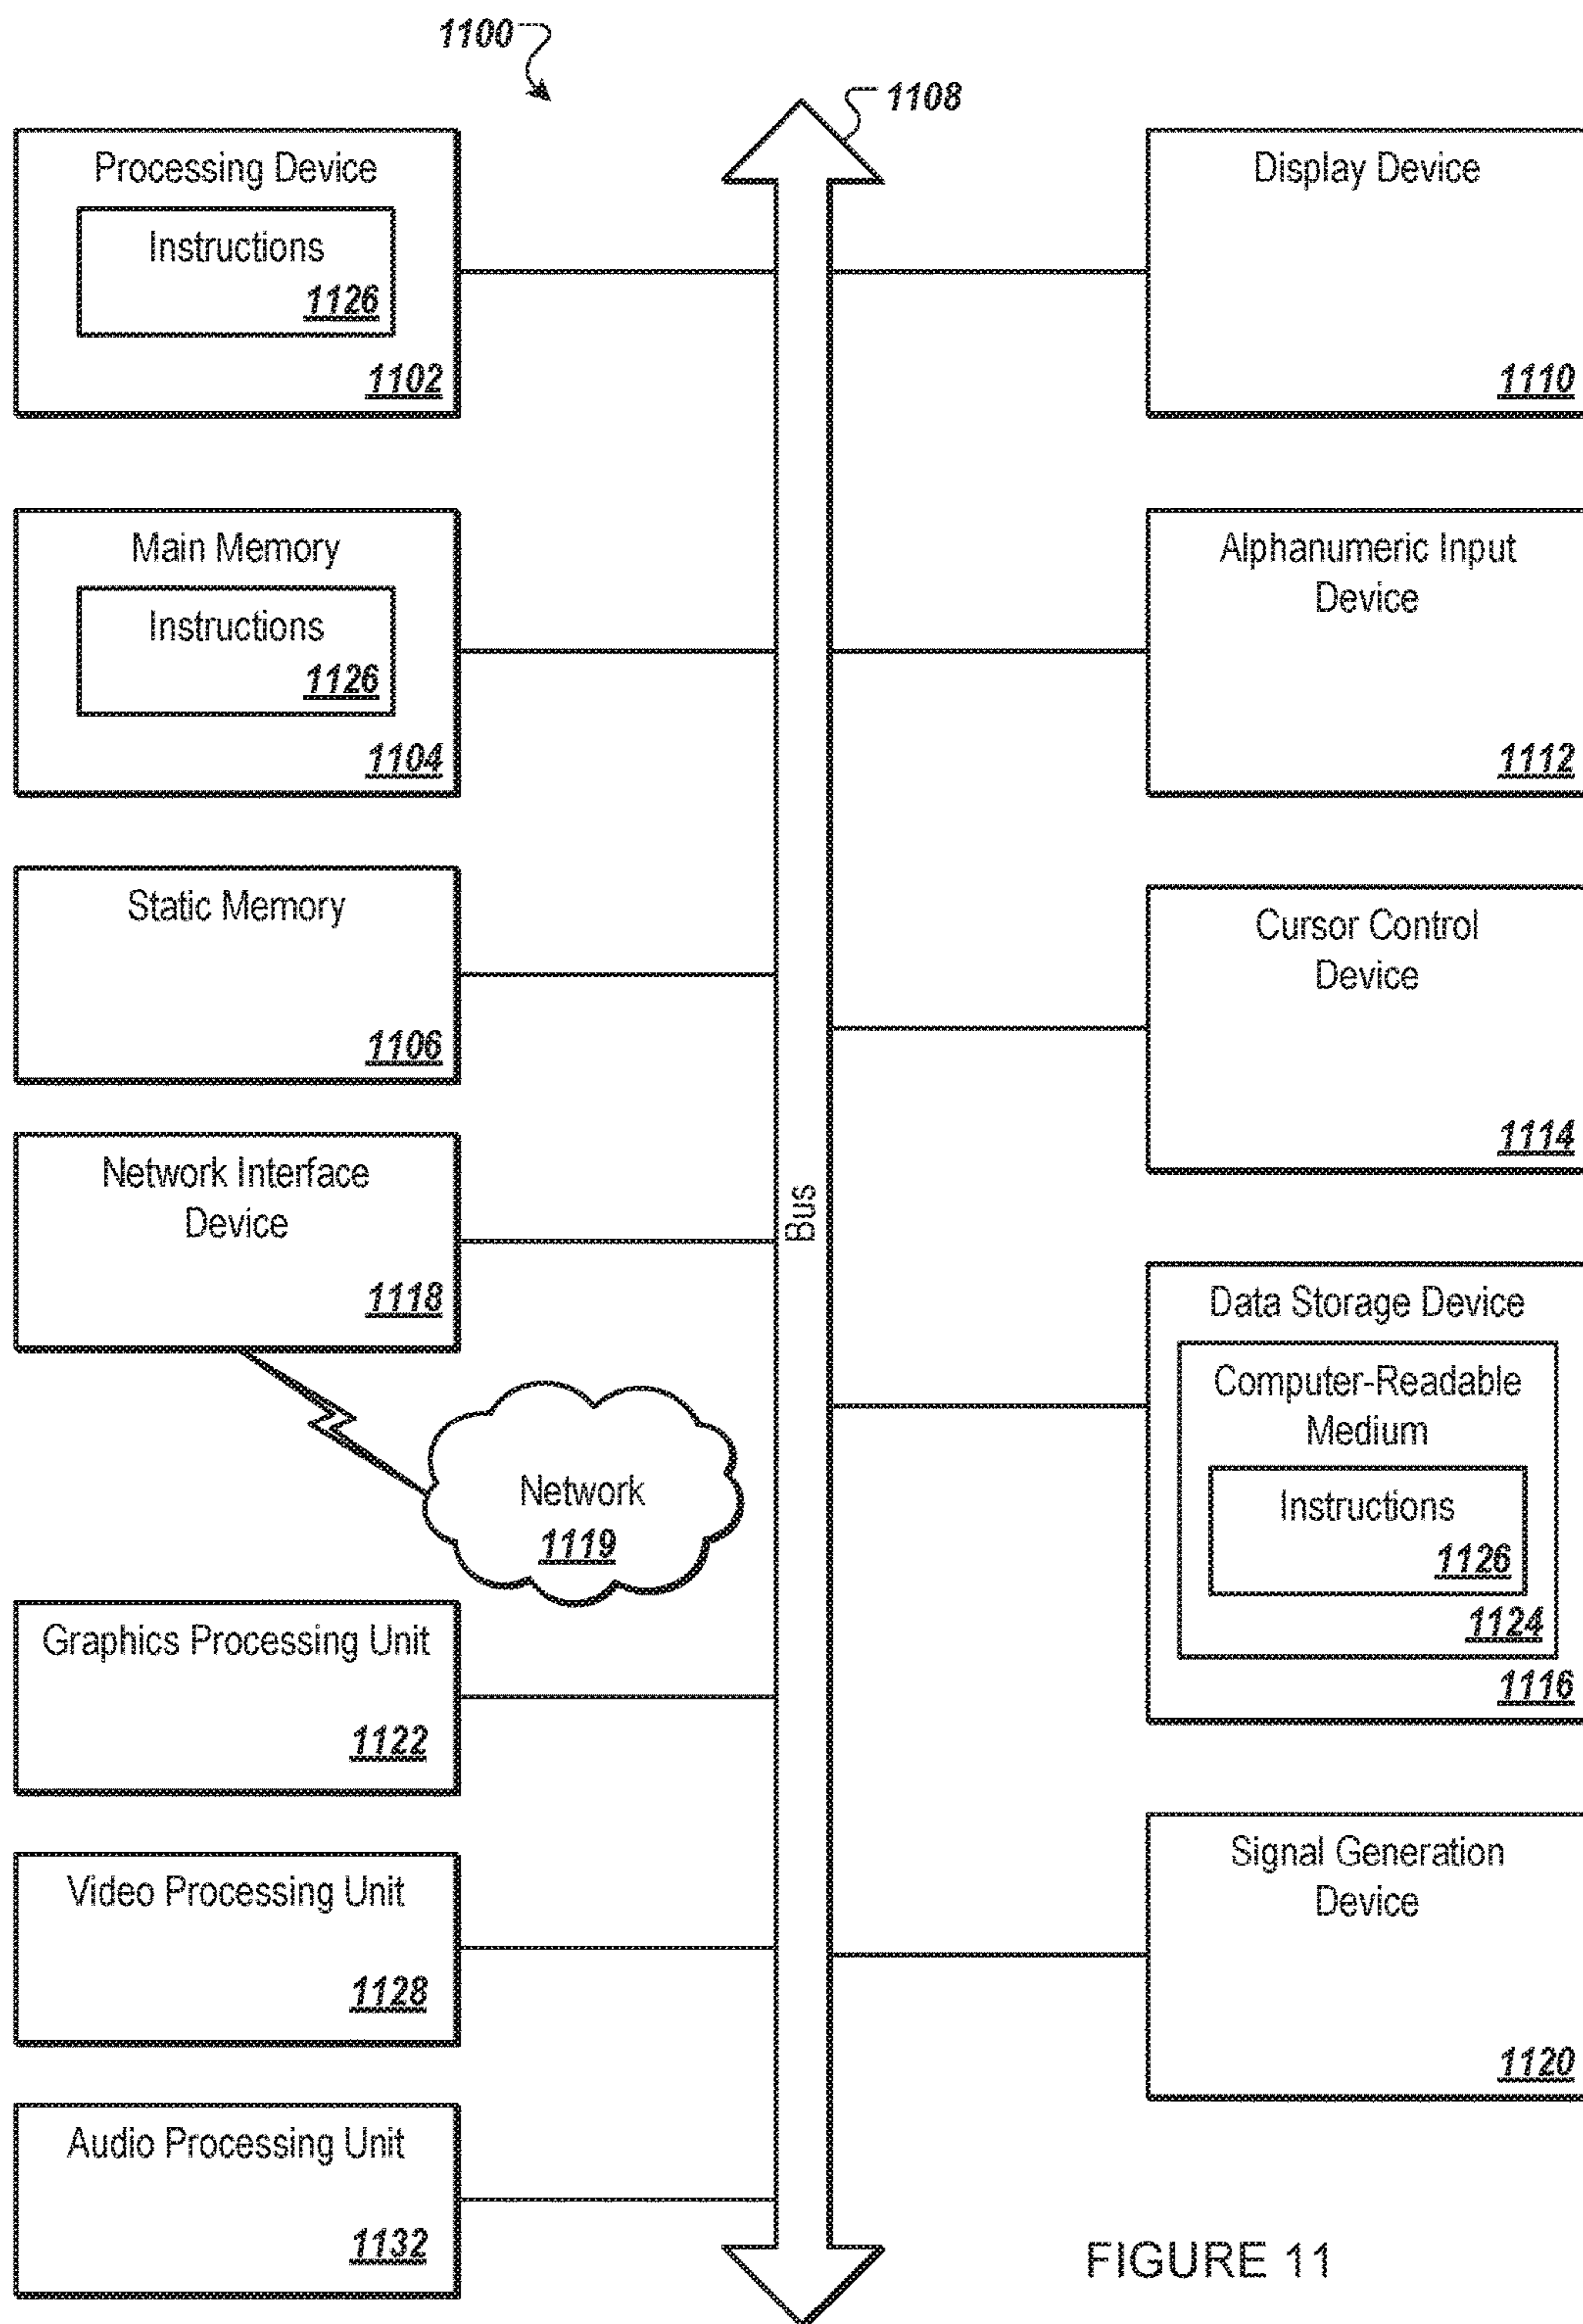 1100
1108
Processing Device
Instructions
1126
1102
Main Memory
Instructions
1126
1104
Static Memory
1106
Network Interface
Device
1118
Network
1119
Graphics Processing Unit
1122
Video Processing Unit
1128
Audio Processing Unit
1132
Bus
Display Device
1110
Alphanumeric Input
Device
1112
Cursor Control
Device
1114
Data Storage Device
Computer-Readable
Medium
Instructions
1126
1124
1116
Signal Generation
Device
1120
FIGURE 11